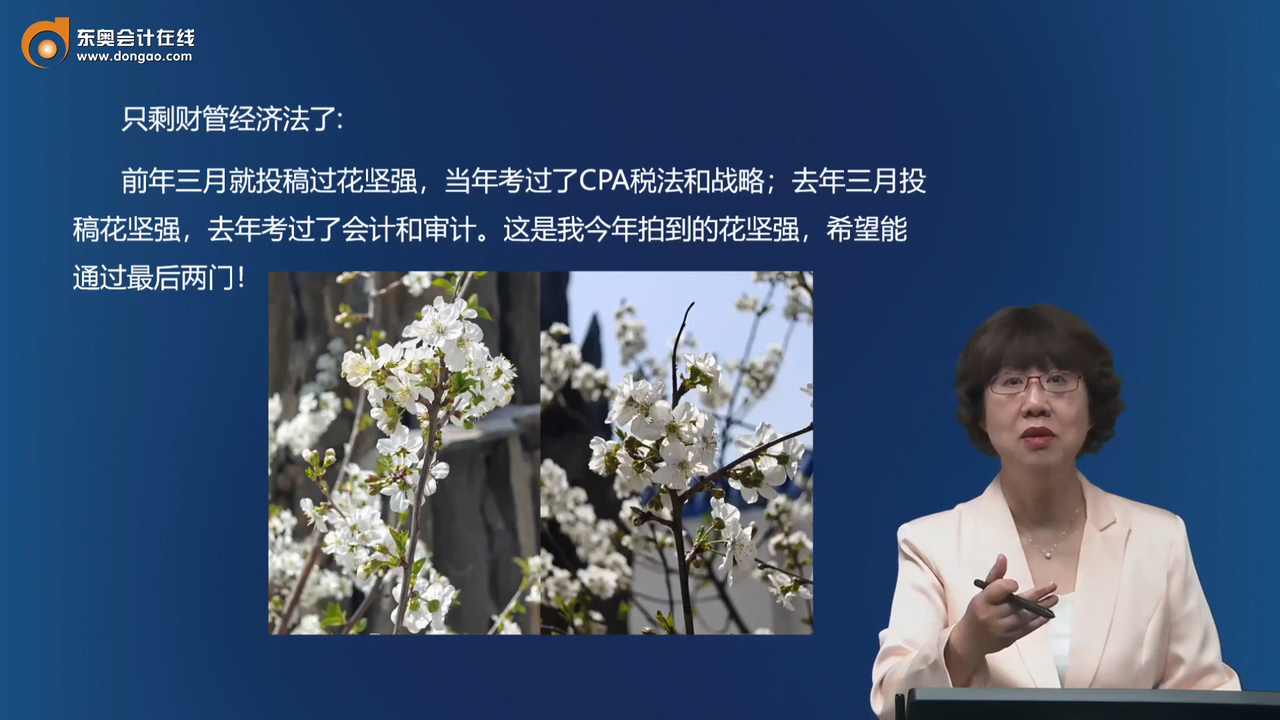 东奥会计在线
www.dongao.com
只剩财管经济法了:
前年三月就投稿过花坚强，当年考过了CPA税法和战略；去年三月投
稿花坚强，去年考过了会计和审计。这是我今年拍到的花坚强，希望能
通过最后两门！